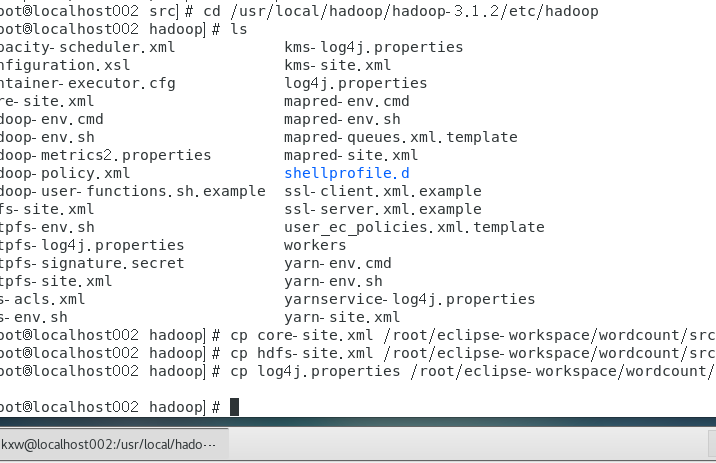 oot@localhost002 src]# cd /usr/local/hadoop/hadoop-3.1.2/etc/hadoop
oot@localhost002 hadoop]# ls
pacity-scheduler.xml kms-log4j.properties
nfiguration.xsl kms-site.xml
ntainer-executor.cfg log4j.properties
re-site.xml mapred-env.cmd
doop-env.cmd mapred-env.sh
doop-env.sh mapred-queues.xml.template
doop-metrics2.properties mapred-site.xml
doop-policy.xml shellprofile.d
doop-user-functions.sh.example ssl-client.xml.example
fs-site.xml ssl-server.xml.example
tpfs-env.sh user_ec_policies.xml.template
tpfs-log4j.properties workers
tpfs-signature.secret yarn-env.cmd
tpfs-site.xml yarn-env.sh
s-acls.xml yarnservice-log4j.properties
s-env.sh yarn-site.xml
oot@localhost002 hadoop]# cp core-site.xml /root/eclipse-workspace/wordcount/src
oot@localhost002 hadoop]# cp hdfs-site.xml /root/eclipse-workspace/wordcount/src
oot@localhost002 hadoop]# cp log4j.properties /root/eclipse-workspace/wordcount/
oot@localhost002 hadoop]#
kxw@localhost002:/usr/local/hado···